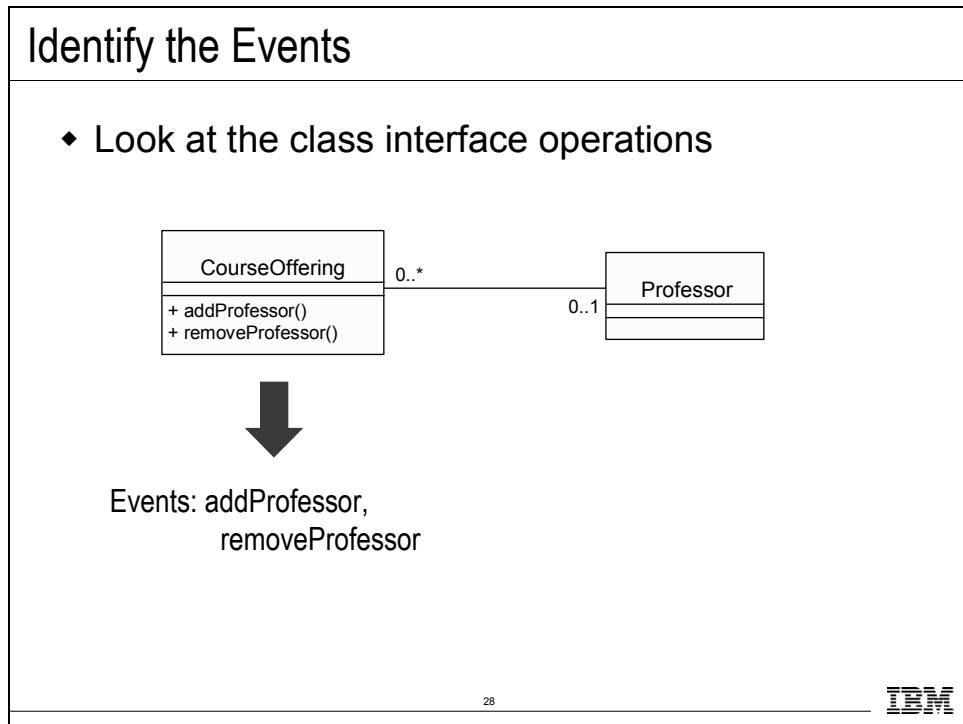 Identify the Events
◆ Look at the class interface operations
CourseOffering
+ addProfessor()
+ removeProfessor()
0..*
0..1
Professor
Events: addProfessor,
removeProfessor
28
IBM